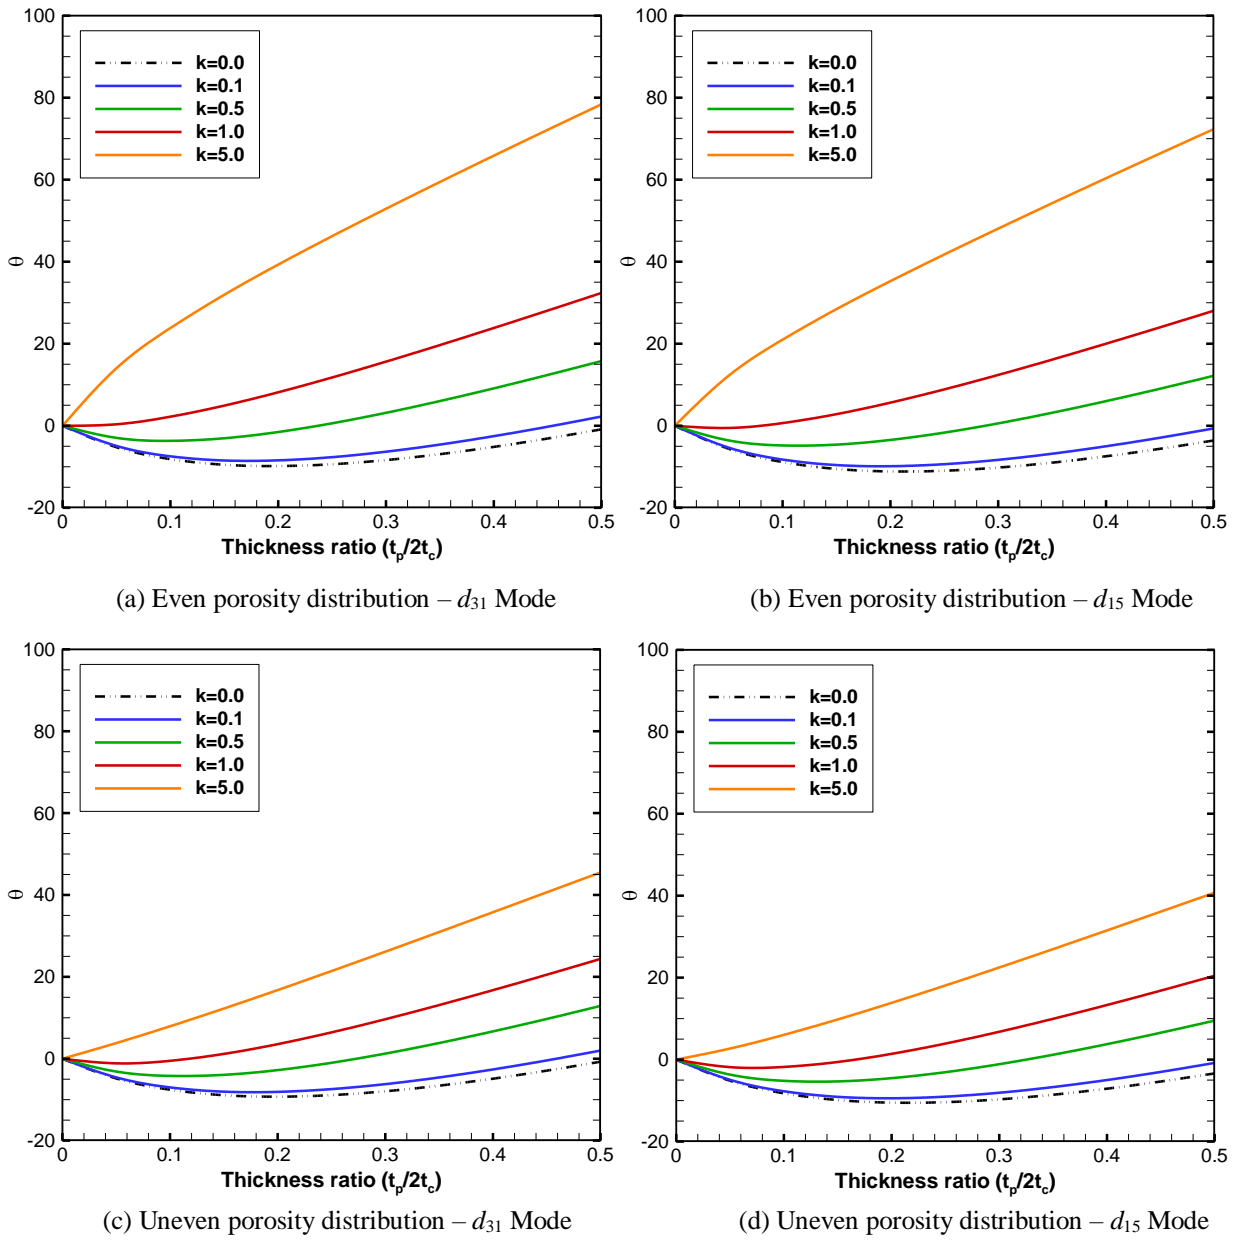 100
80
60
40
20
0
-20
θ
k=0.0
k=0.1
k=0.5
k=1.0
k=5.0
0 0.1 0.2 0.3 0.4 0.5
Thickness ratio (tp/2tc)
(a) Even porosity distribution – d31 Mode
100
80
60
40
20
0
-20
θ
k=0.0
k=0.1
k=0.5
k=1.0
k=5.0
0 0.1 0.2 0.3 0.4 0.5
Thickness ratio (tp/2tc)
(b) Even porosity distribution – d15 Mode
100
80
60
40
20
0
-20
θ
k=0.0
k=0.1
k=0.5
k=1.0
k=5.0
0 0.1 0.2 0.3 0.4 0.5
Thickness ratio (tp/2tc)
(c) Uneven porosity distribution – d31 Mode
100
80
60
40
20
0
-20
θ
k=0.0
k=0.1
k=0.5
k=1.0
k=5.0
0 0.1 0.2 0.3 0.4 0.5
Thickness ratio (tp/2tc)
(d) Uneven porosity distribution – d15 Mode